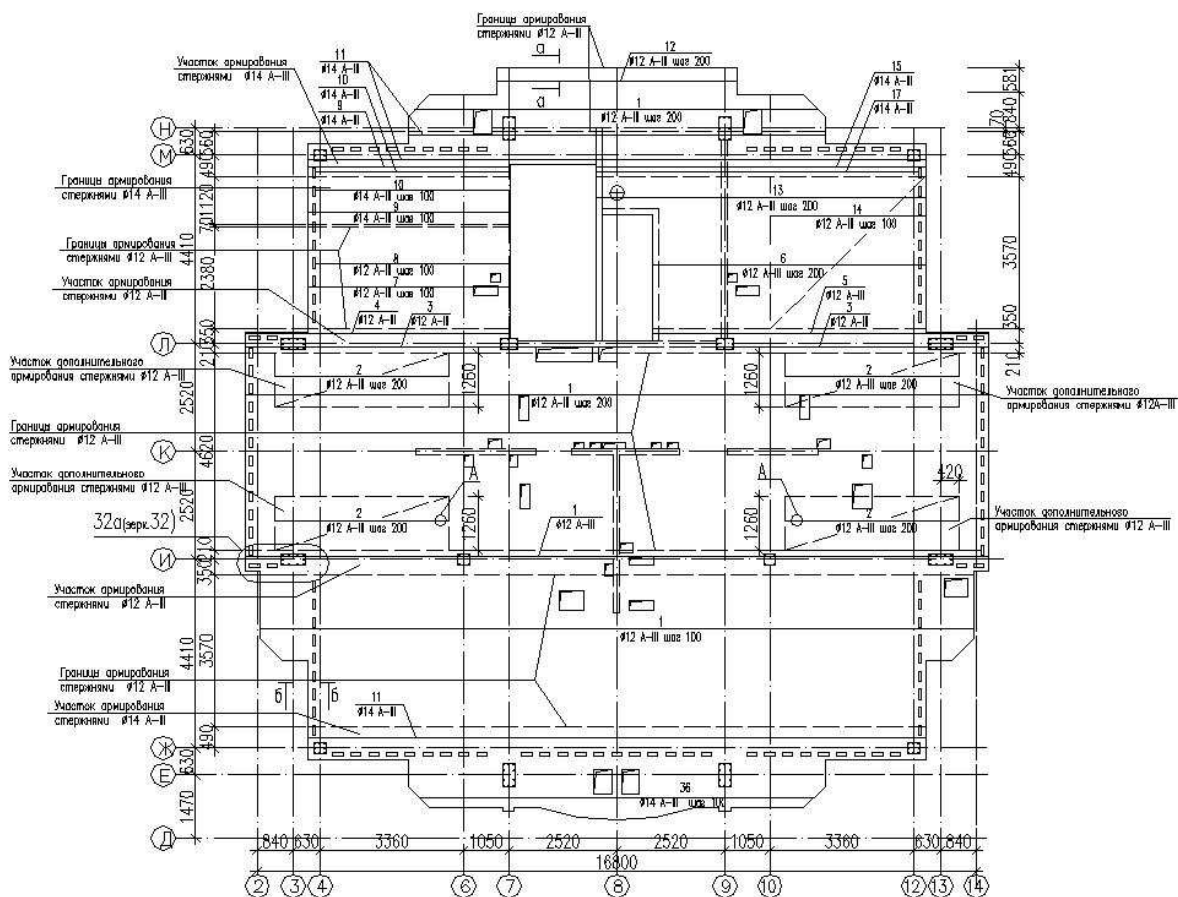 Границы армирования
стержнями ø12 А-III
а
а
12
ø12 А-III шаг 200
Участок армирования
стержнями ø14 А-III
11
ø14 А-III
10
ø14 А-III
9
ø14 А-III
15
ø14 А-III
17
ø14 А-III
1
ø12 А-III шаг 200
581
840
70
560
490
3570
350
210
Н
М
630
560
490
1120
70
4410
2380
350
210
Границы армирования
стержнями ø14 А-III
10
ø14 А-III шаг 100
9
ø14 А-III шаг 100
13
ø12 А-III шаг 200
14
ø12 А-III шаг 100
Границы армирования
стержнями ø12 А-III
8
ø12 А-III шаг 100
7
ø12 А-III шаг 100
6
ø12 А-III шаг 200
Участок армирования
стержнями ø12 А-III
4
ø12 А-III
3
ø12 А-III
5
ø12 А-III
3
ø12 А-III
Л
Участок дополнительного
армирования стержнями ø12 А-III
2
ø12 А-III шаг 200
1260
1
ø12 А-III шаг 200
1260
2
ø12 А-III шаг 200
Участок дополнительного
армирования стержнями ø12А-III
2520
Границы армирования
стержнями ø12 А-III
К
4620
Участок дополнительного
армирования стержнями ø12 А-III
А
А
420
2520
2
ø12 А-III шаг 200
1260
1
ø12 А-III
1260
2
ø12 А-III шаг 200
Участок дополнительного
армирования стержнями ø12 А-III
32а(зерк.32)
210
И
350
Участок армирования
стержнями ø12 А-III
1
ø12 А-III шаг 100
4410
3570
Границы армирования
стержнями ø12 А-III
б
б
Участок армирования
стержнями ø14 А-III
11
ø14 А-III
490
Ж
630
Е
36
ø14 А-III шаг
1470
Д
840 630 3360 1050 2520 2520 1050 3360 630 840
16800
2 3 4 6 7 8 9 10 12 13 14